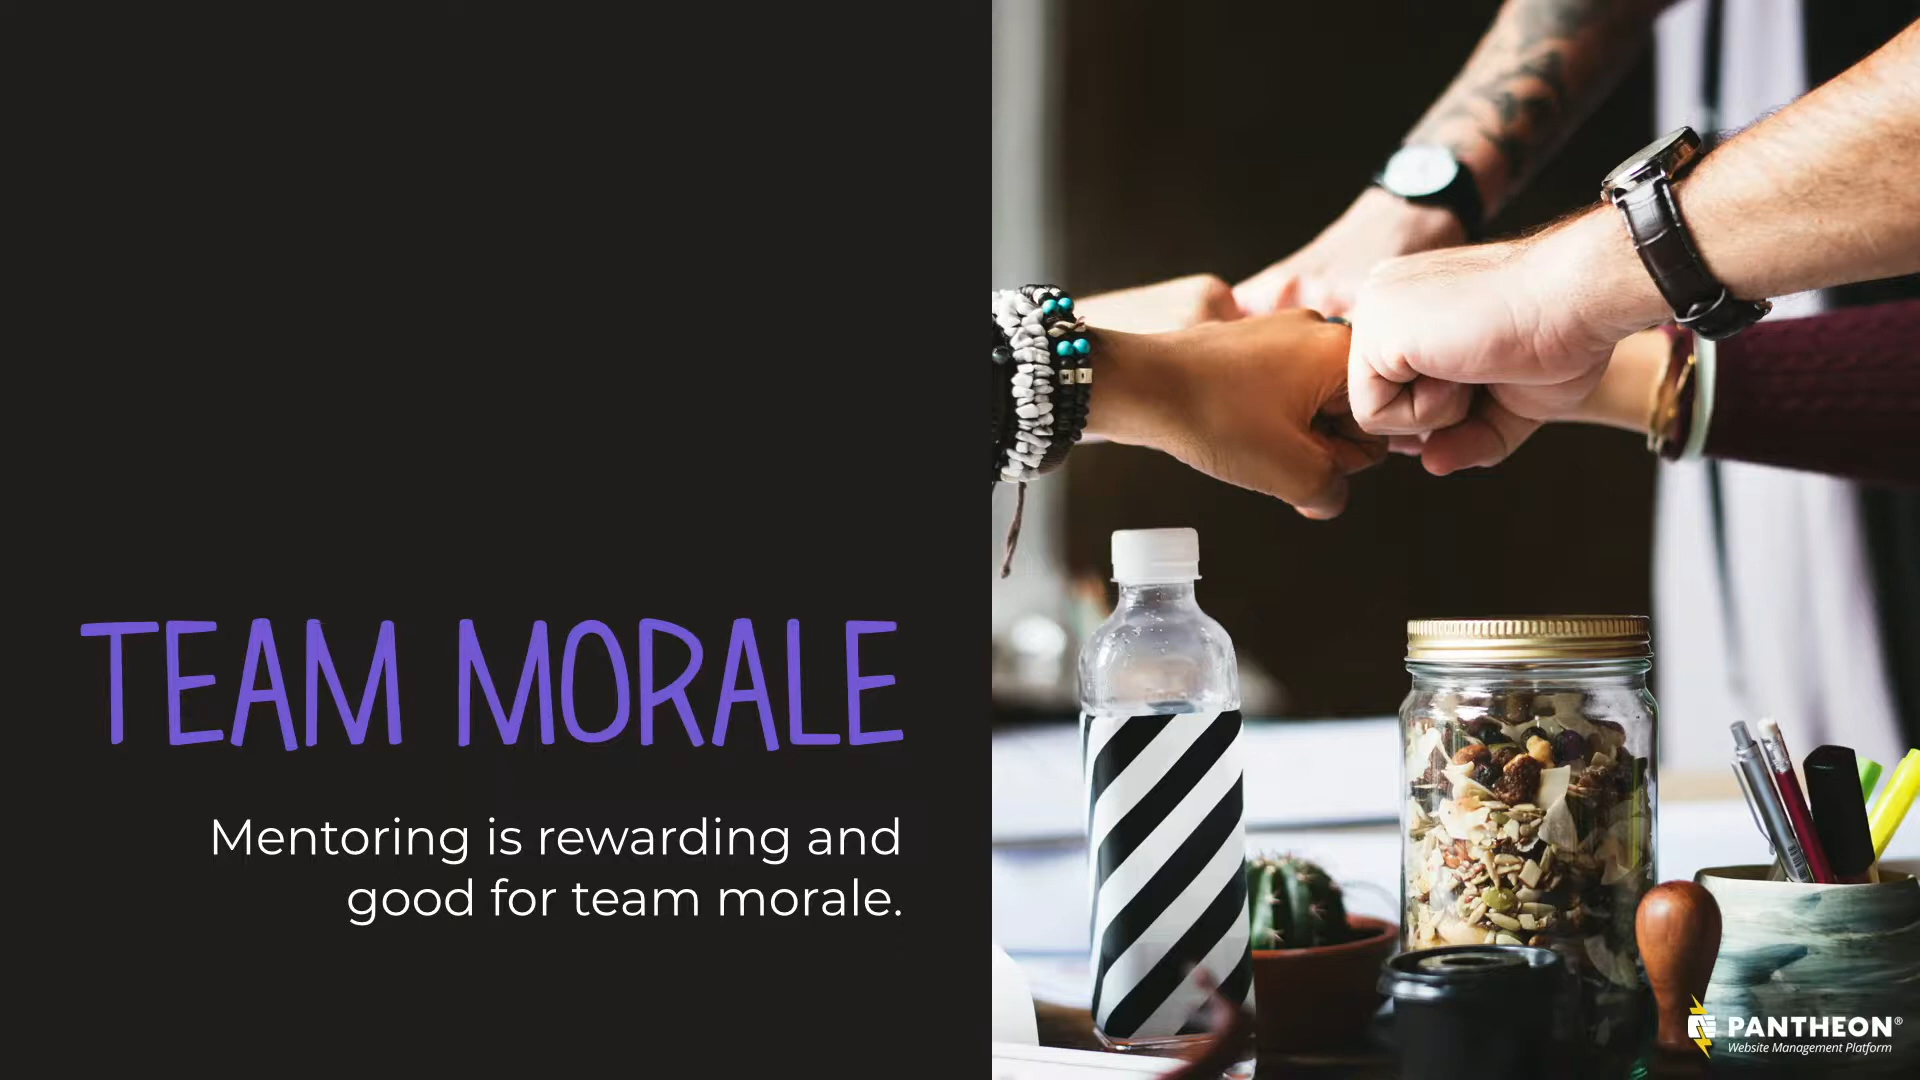 TEAM MORALE
Mentoring is rewarding and
good for team morale.
PANTHEON®
Website Management Platform